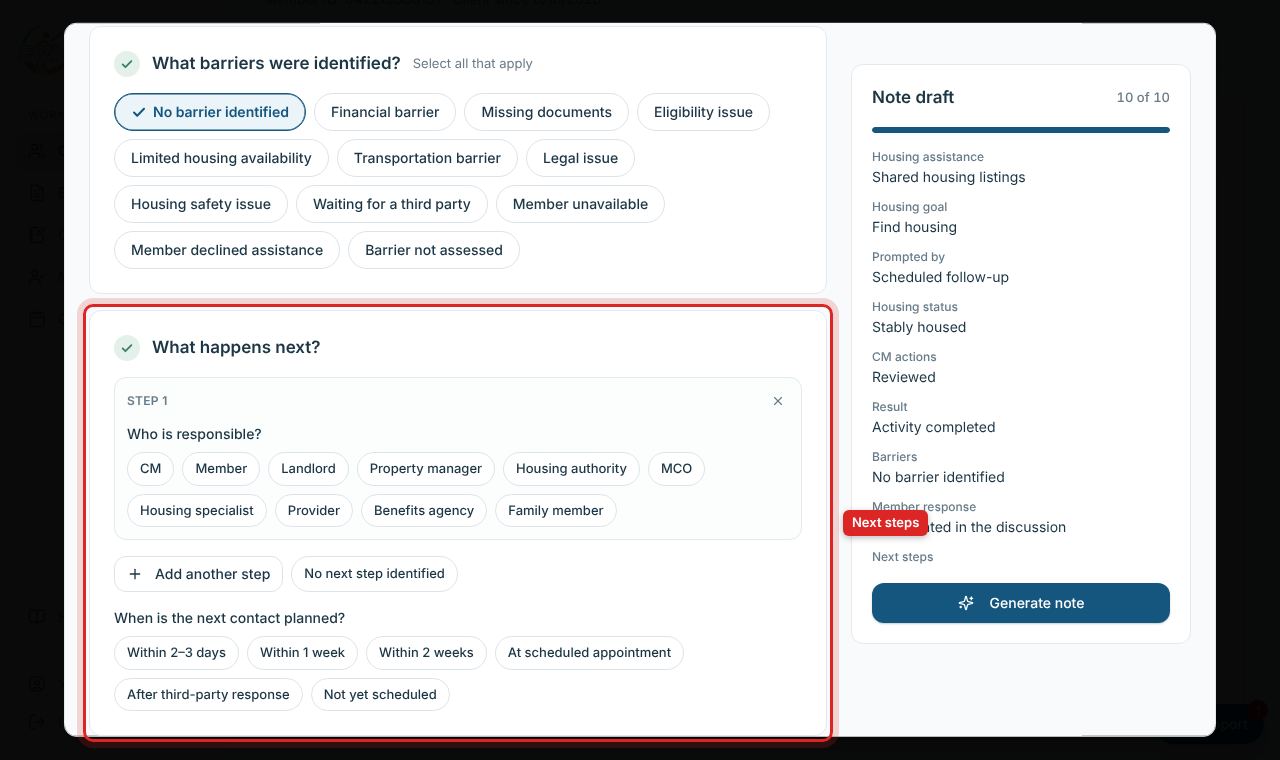 What barriers were identified? Select all that apply
No barrier identified
Financial barrier
Missing documents
Eligibility issue
Limited housing availability
Transportation barrier
Legal issue
Housing safety issue
Waiting for a third party
Member unavailable
Member declined assistance
Barrier not assessed
What happens next?
STEP 1
Who is responsible?
CM
Member
Landlord
Property manager
Housing authority
MCO
Housing specialist
Provider
Benefits agency
Family member
Add another step
No next step identified
When is the next contact planned?
Within 2–3 days
Within 1 week
Within 2 weeks
At scheduled appointment
After third-party response
Not yet scheduled
Note draft
10 of 10
Housing assistance
Shared housing listings
Housing goal
Find housing
Prompted by
Scheduled follow-up
Housing status
Stably housed
CM actions
Reviewed
Result
Activity completed
Barriers
No barrier identified
Member response
Next steps
in the discussion
Next steps
Generate note